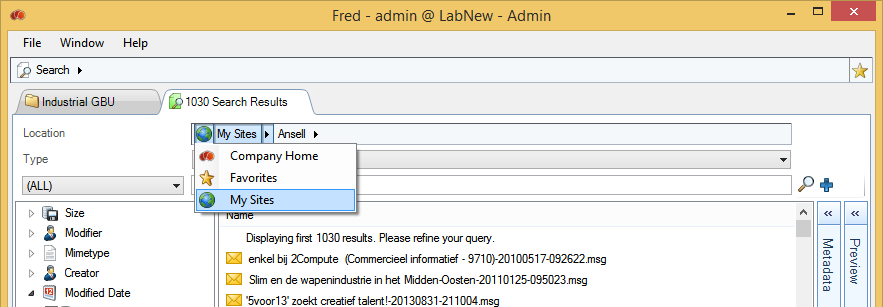 Fred - admin @ LabNew - Admin
File Window Help
Search
Industrial GBU 1030 Search Results
Location My Sites Ansell
Type
Company Home
Favorites
(ALL)
My Sites
Size
Name
Modifier
Displaying first 1030 results. Please refine your query.
Mimetype
enkel bij 2Compute (Commercieel informatief - 9710)-20100517-092622.msg
Creator
Slim en de wapenindustrie in het Midden-Oosten-20110125-095023.msg
Modified Date
'5voor13' zoekt creatief talent!-20130831-211004.msg
Metadata
Preview